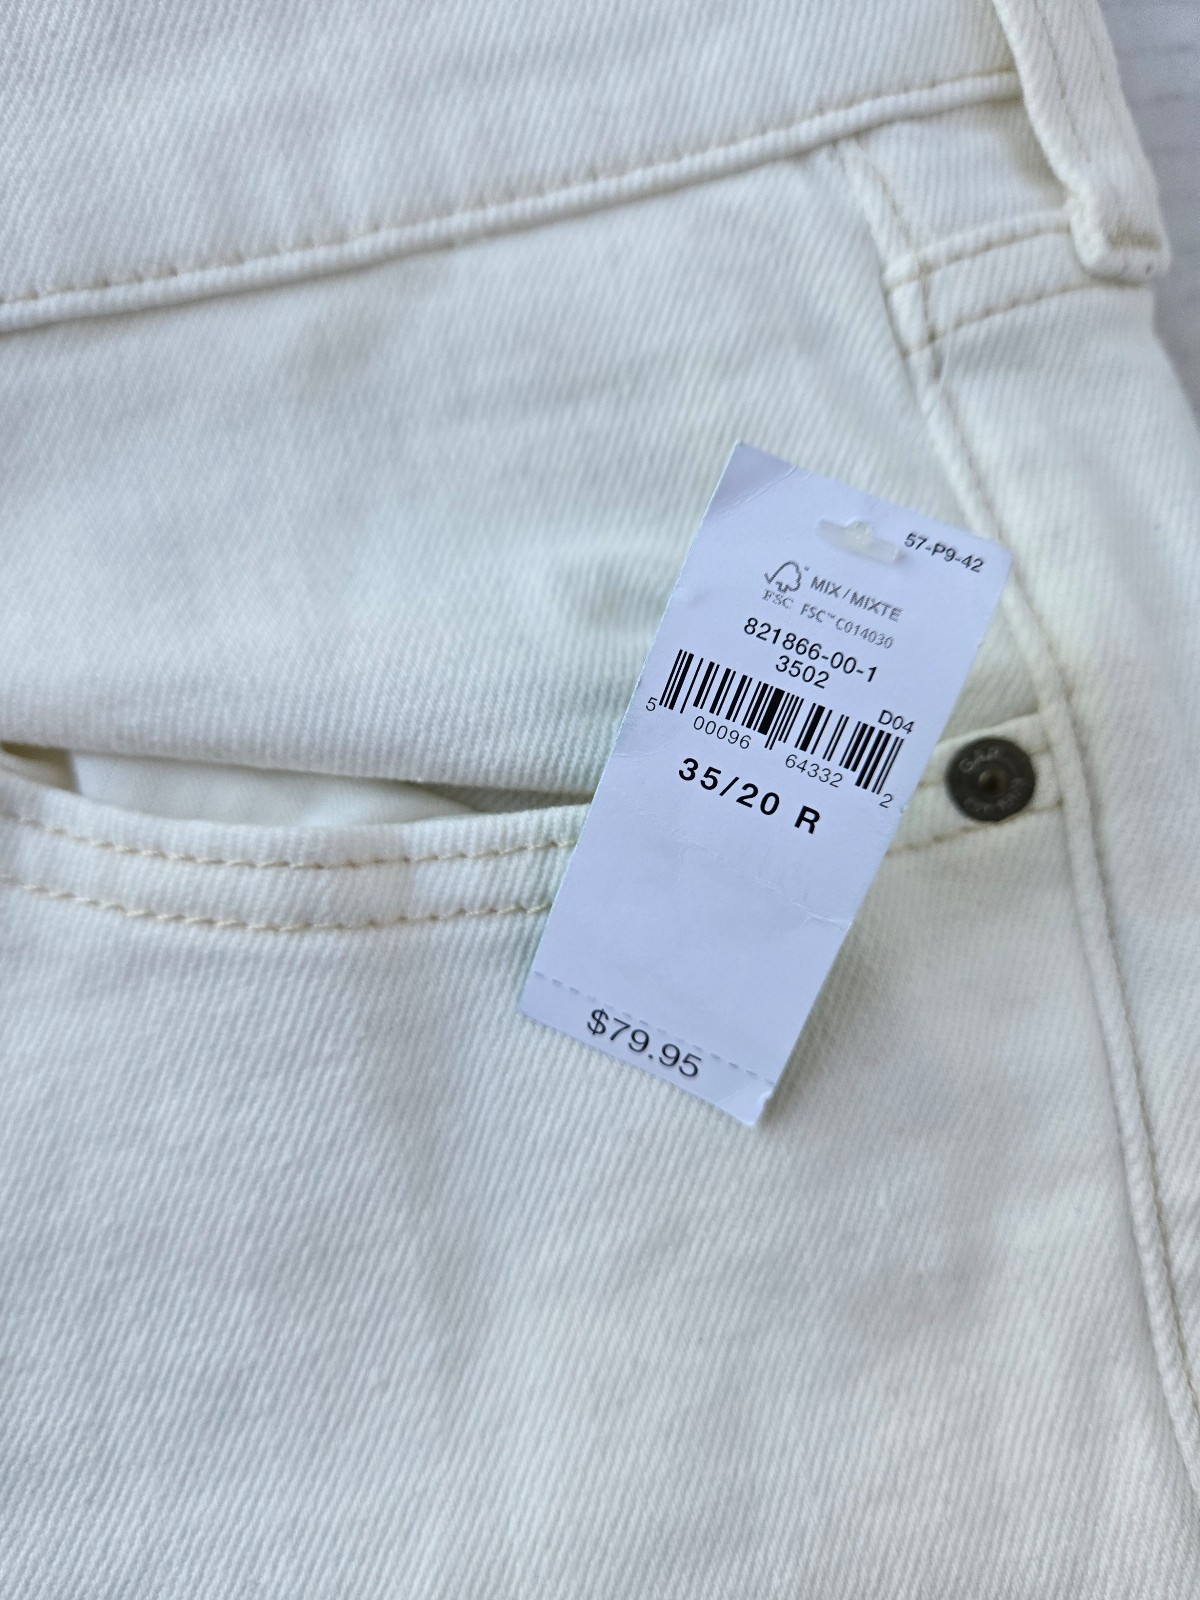 57-P9-42
MIX / MIXTE
FSC FSC™ C014030
821866-00-1
3502
D04
5 00096 64332 2
35/20 R
$79.95
GAP